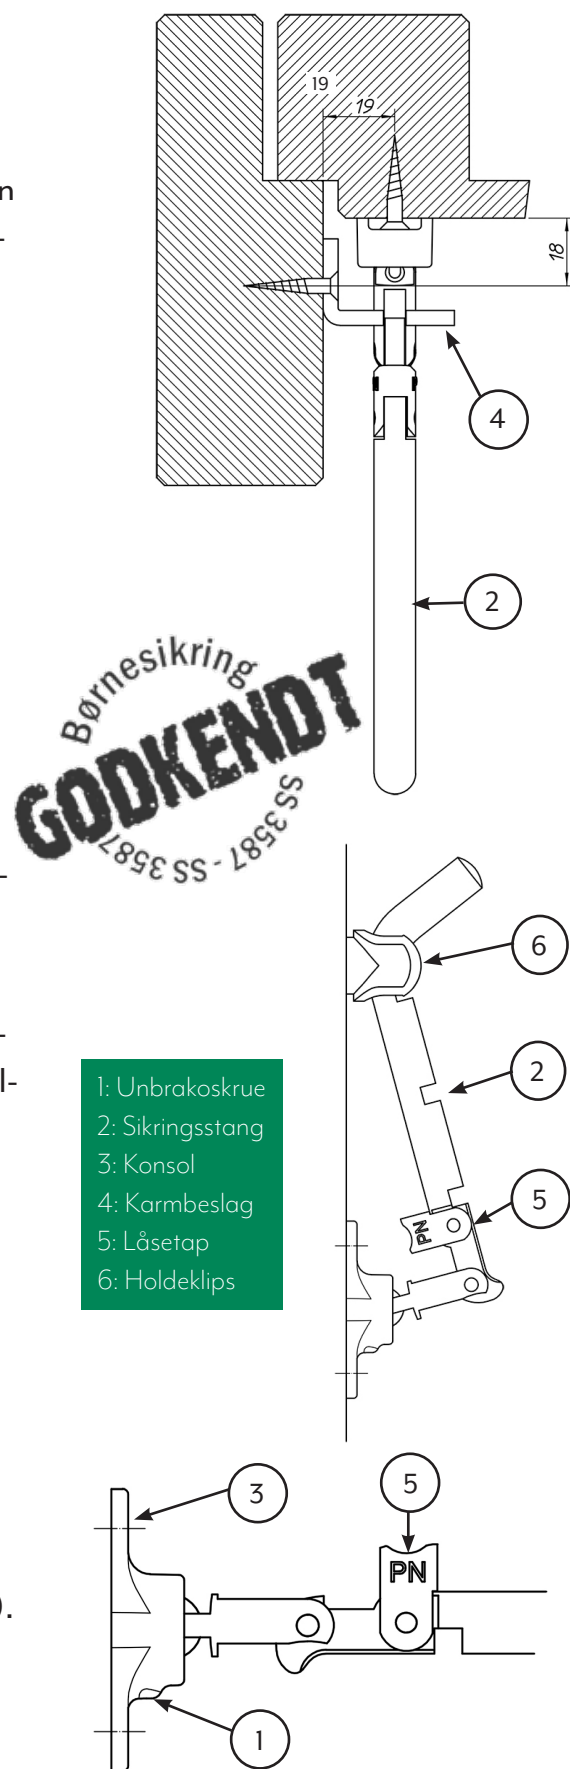 19
19
n
-
18
4
2
Børnesikring
GODKENDT
SS 3587 - SS 3587
-
6
-
l-
2
1: Unbrakoskrue
2: Sikringsstang
3: Konsol
4: Karmbeslag
5: Låsetap
6: Holdeklips
5
PN
3
5
PN
).
1